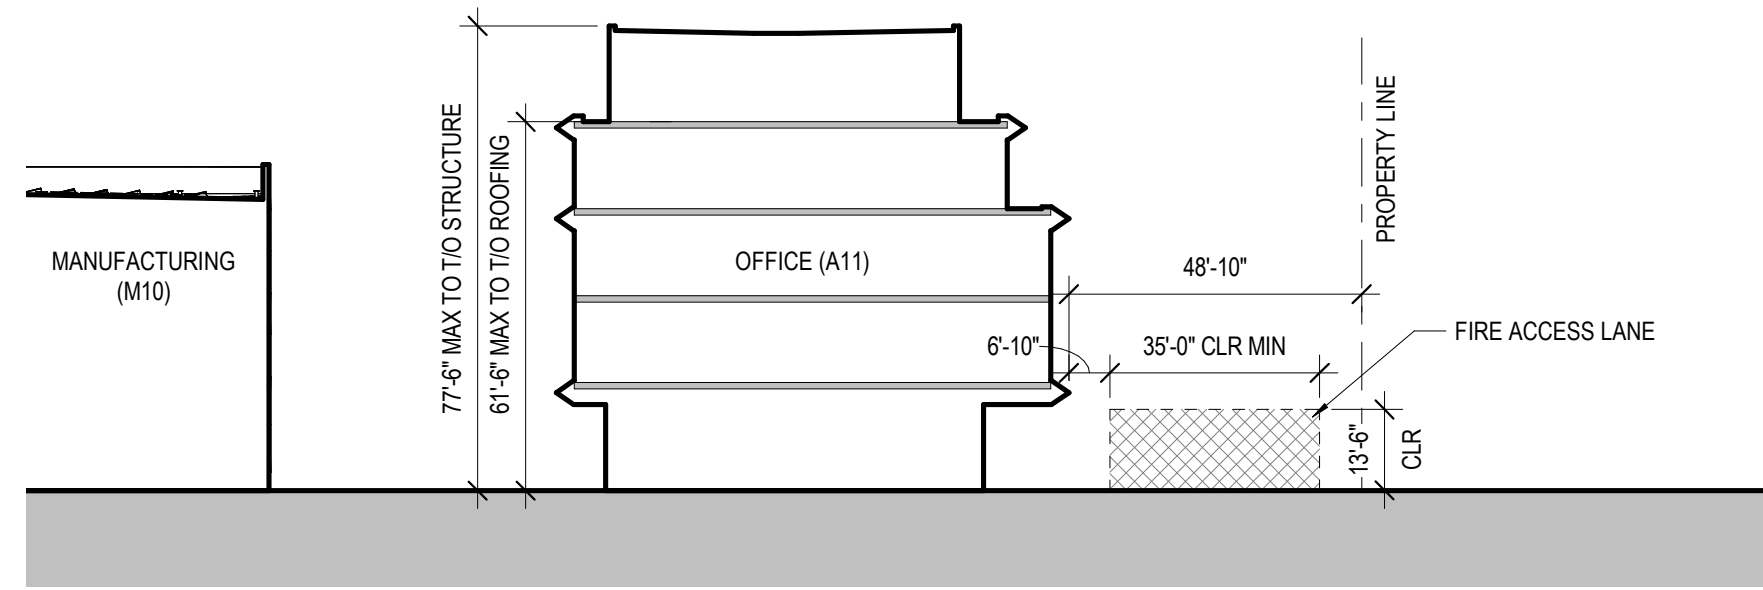 77'-6" MAX TO T/O STRUCTURE
61'-6" MAX TO T/O ROOFING
PROPERTY LINE
MANUFACTURING
(M10)
OFFICE (A11)
48'-10"
6'-10"
35'-0" CLR MIN
FIRE ACCESS LANE
13'-6"
CLR